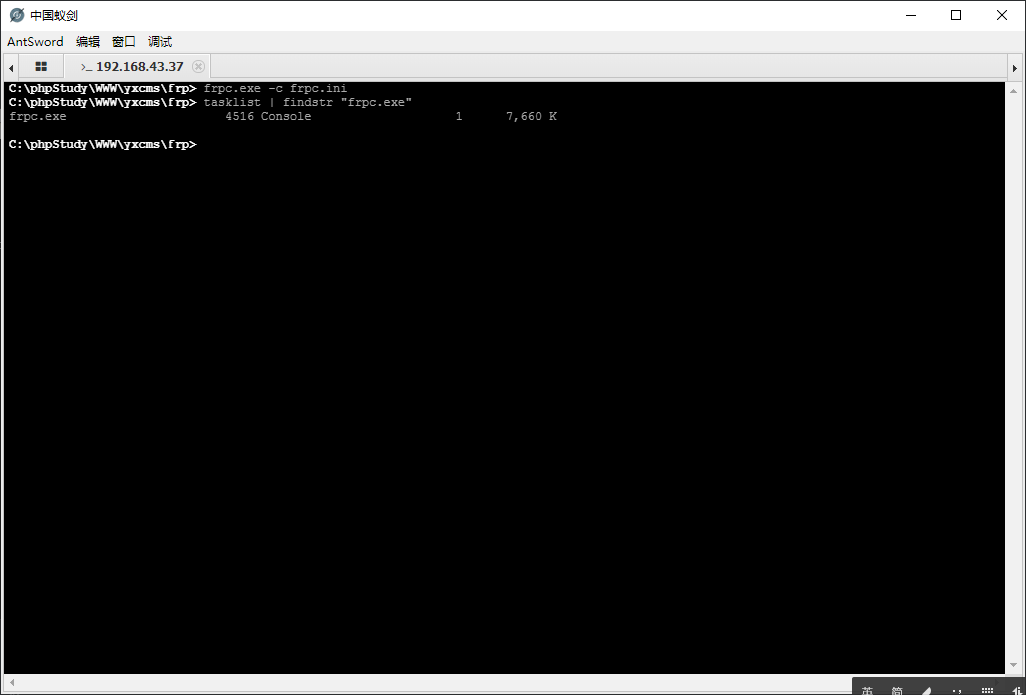 中国蚁剑
AntSword 编辑 窗口 调试
>_ 192.168.43.37
C:\phpStudy\WWW\yxcms\frp> frpc.exe -c frpc.ini
C:\phpStudy\WWW\yxcms\frp> tasklist | findstr "frpc.exe"
frpc.exe 4516 Console 1 7,660 K
C:\phpStudy\WWW\yxcms\frp>
英 简